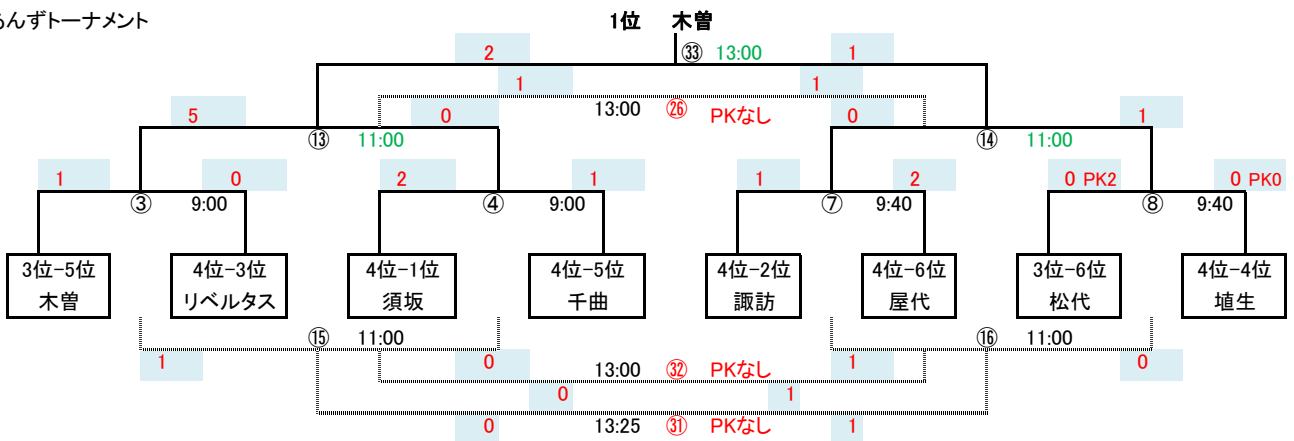 んずトーナメント
1位 木曽
2 ㉝ 13:00 1
1 1
5 0 13:00 ㉖ PKなし 0 1
⑬ 11:00 ⑭ 11:00
1 0 2 1 1 2 0 PK2 0 PK0
③ 9:00 ④ 9:00 ⑦ 9:40 ⑧ 9:40
3位-5位 4位-3位 4位-1位 4位-5位 4位-2位 4位-6位 3位-6位 4位-4位
木曽 リベルタス 須坂 千曲 諏訪 屋代 松代 埴生
⑮ 11:00 ⑯ 11:00
1 0 13:00 ㉜ PKなし 1 0
0 1
0 13:25 ㉛ PKなし 1